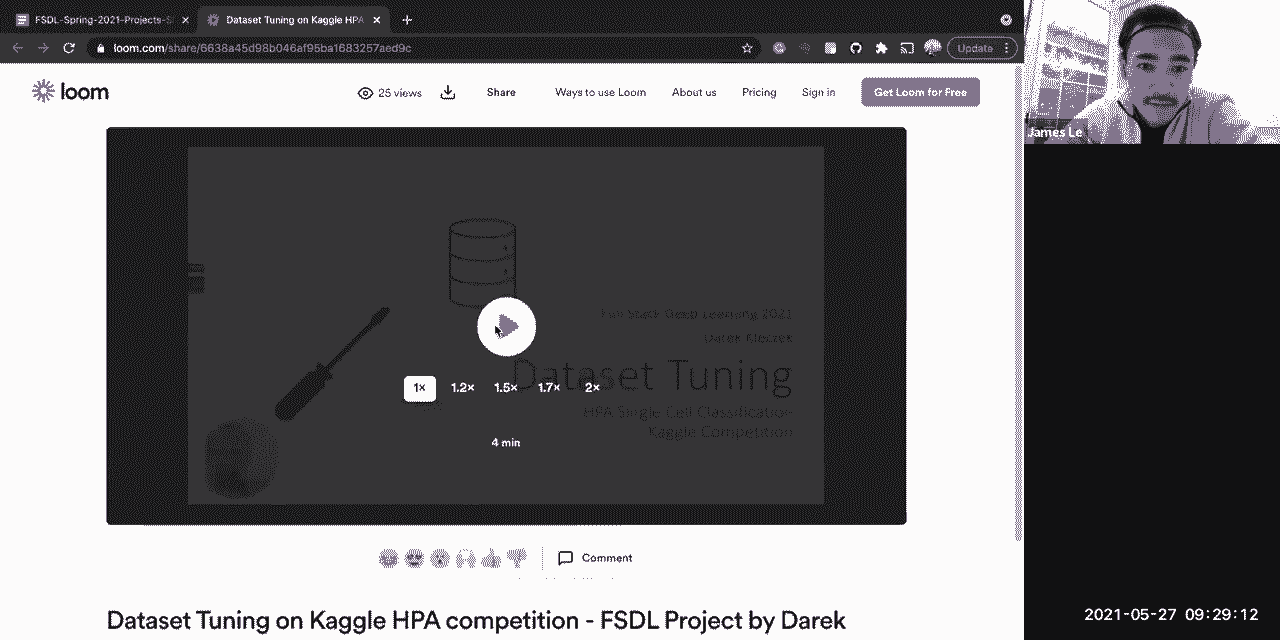 FSDL-Spring-2021-Projects-S
Dataset Tuning on Kaggle HPA
loom.com/share/6638a45d98b046af95ba1683257aed9c
Update
loom
25 views
Share
Ways to use Loom
About us
Pricing
Sign in
Get Loom for Free
James Le
Full Stack Deep Learning 2021
Darek Kleczek
Dataset Tuning
HPA Single Cell Classification
Kaggle Competition
1×
1.2×
1.5×
1.7×
2×
4 min
Comment
Dataset Tuning on Kaggle HPA competition - FSDL Project by Darek
2021-05-27 09:29:12